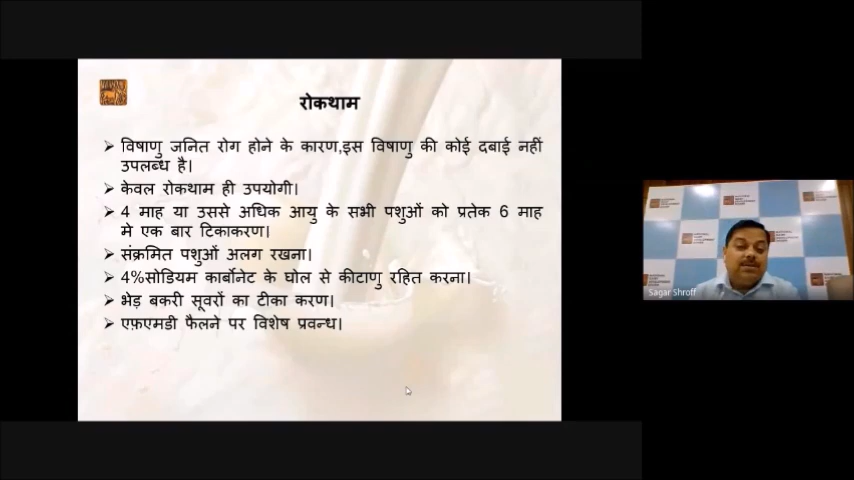 रोकथाम
➢ विषाणु जनित रोग होने के कारण,इस विषाणु की कोई दबाई नहीं
उपलब्ध है।
➢ केवल रोकथाम ही उपयोगी।
➢ 4 माह या उससे अधिक आयु के सभी पशुओं को प्रतेक 6 माह
मे एक बार टिकाकरण।
➢ संक्रमित पशुओं अलग रखना।
➢ 4%सोडियम कार्बोनेट के घोल से कीटाणु रहित करना।
➢ भेड़ बकरी सूवरों का टीका करण।
➢ एफ़एमडी फैलने पर विशेष प्रवन्ध।
Sagar Shroff